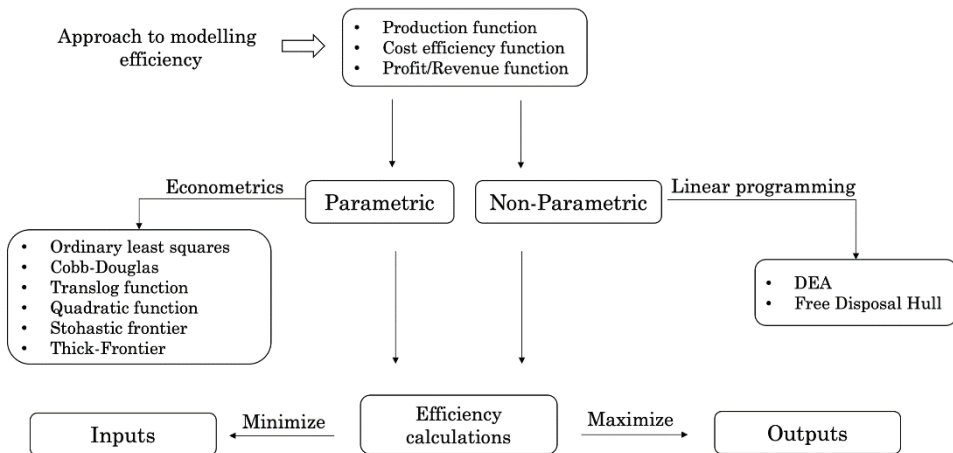 Approach to modelling
efficiency
• Production function
• Cost efficiency function
• Profit/Revenue function
Econometrics
Parametric
Non-Parametric
Linear programming
• Ordinary least squares
• Cobb-Douglas
• Translog function
• Quadratic function
• Stohastic frontier
• Thick-Frontier
• DEA
• Free Disposal Hull
Inputs
Minimize
Efficiency
calculations
Maximize
Outputs